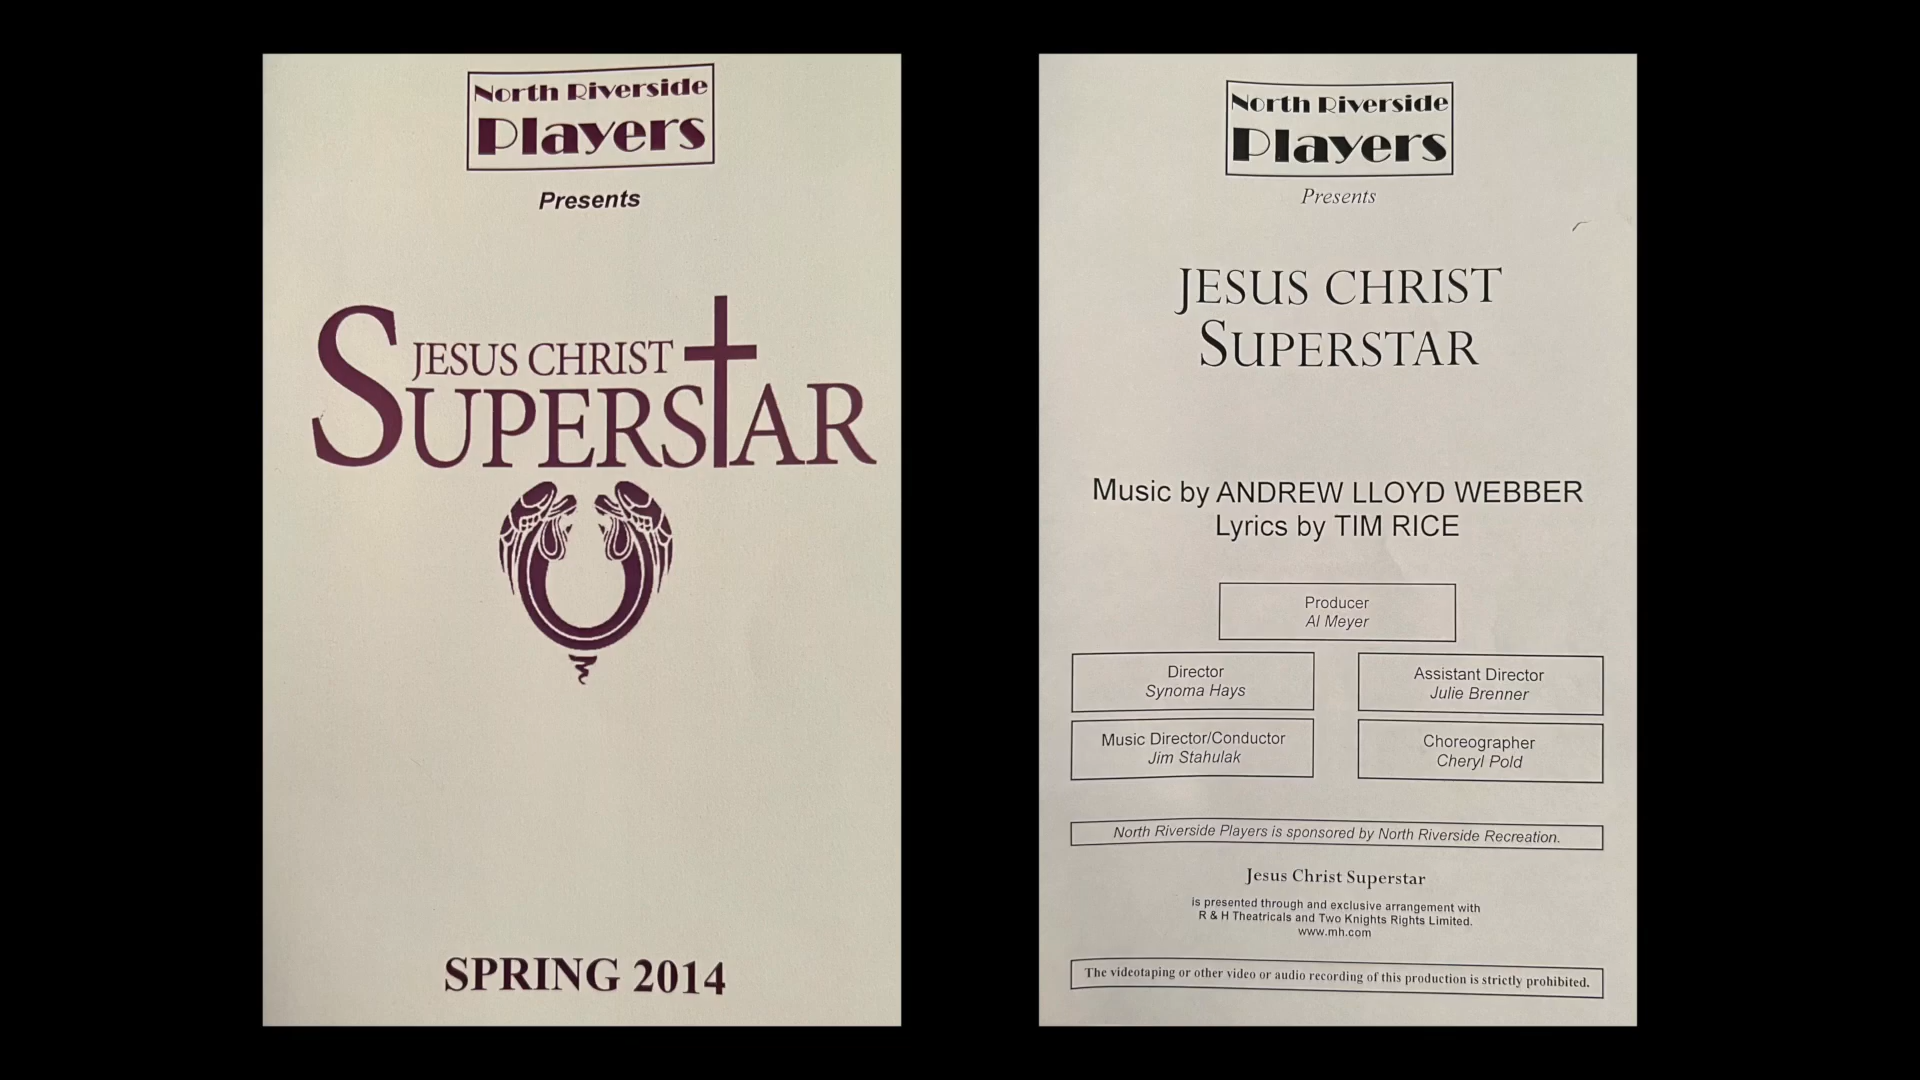 North Riverside
Players
Presents
JESUS CHRIST
SUPERSTAR
SPRING 2014
North Riverside
Players
Presents
JESUS CHRIST
SUPERSTAR
Music by ANDREW LLOYD WEBBER
Lyrics by TIM RICE
Producer
Al Meyer
Director
Synoma Hays
Assistant Director
Julie Brenner
Music Director/Conductor
Jim Stahulak
Choreographer
Cheryl Pold
North Riverside Players is sponsored by North Riverside Recreation.
Jesus Christ Superstar
is presented through and exclusive arrangement with
R & H Theatricals and Two Knights Rights Limited.
www.mh.com
The videotaping or other video or audio recording of this production is strictly prohibited.